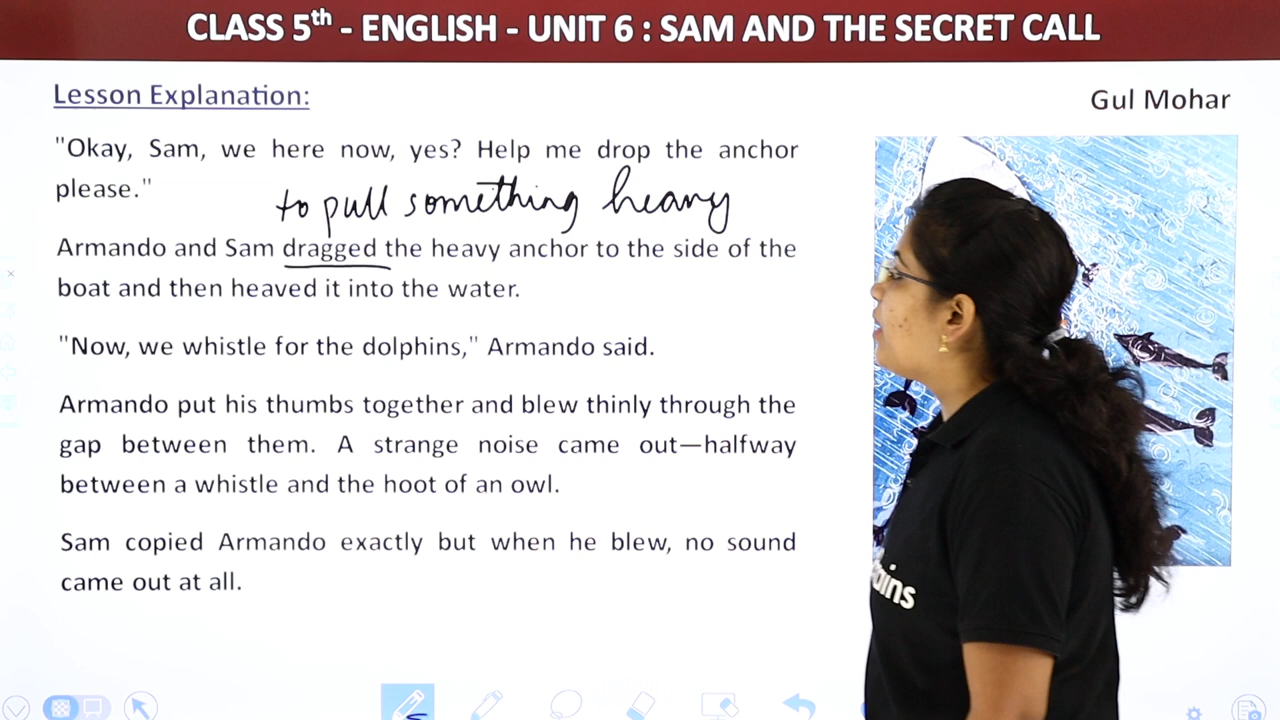 CLASS 5th - ENGLISH - UNIT 6 : SAM AND THE SECRET CALL
Lesson Explanation:
Gul Mohar
"Okay, Sam, we here now, yes? Help me drop the anchor
please."
to pull something heavy
Armando and Sam dragged the heavy anchor to the side of the
boat and then heaved it into the water.
"Now, we whistle for the dolphins," Armando said.
Armando put his thumbs together and blew thinly through the
gap between them. A strange noise came out—halfway
between a whistle and the hoot of an owl.
Sam copied Armando exactly but when he blew, no sound
came out at all.